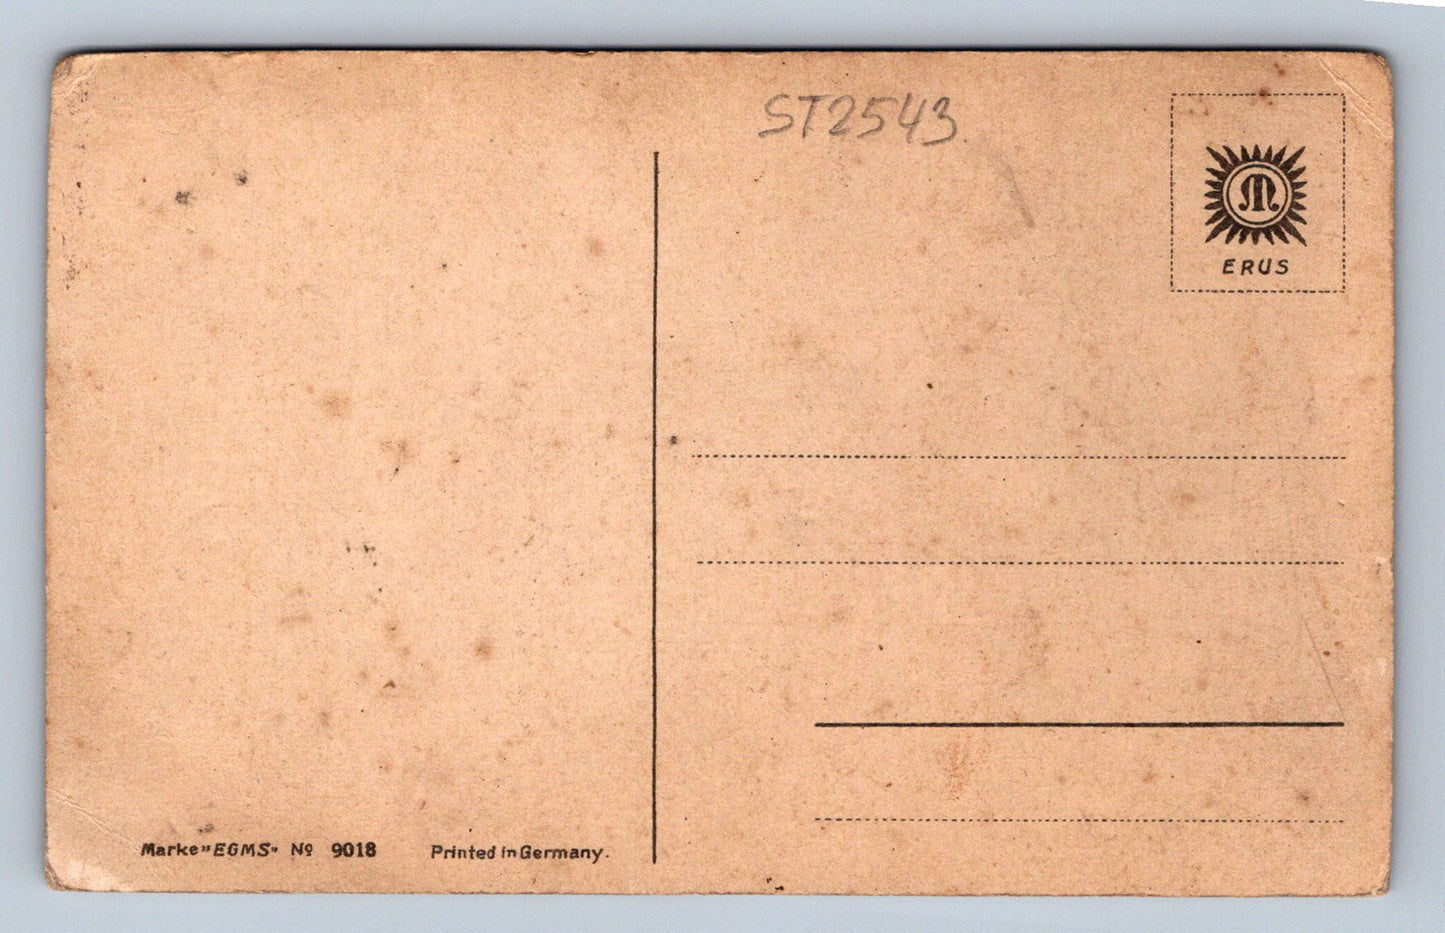 ST2543
M
ERUS
Marke „EGMS“ Nº 9018 Printed in Germany.